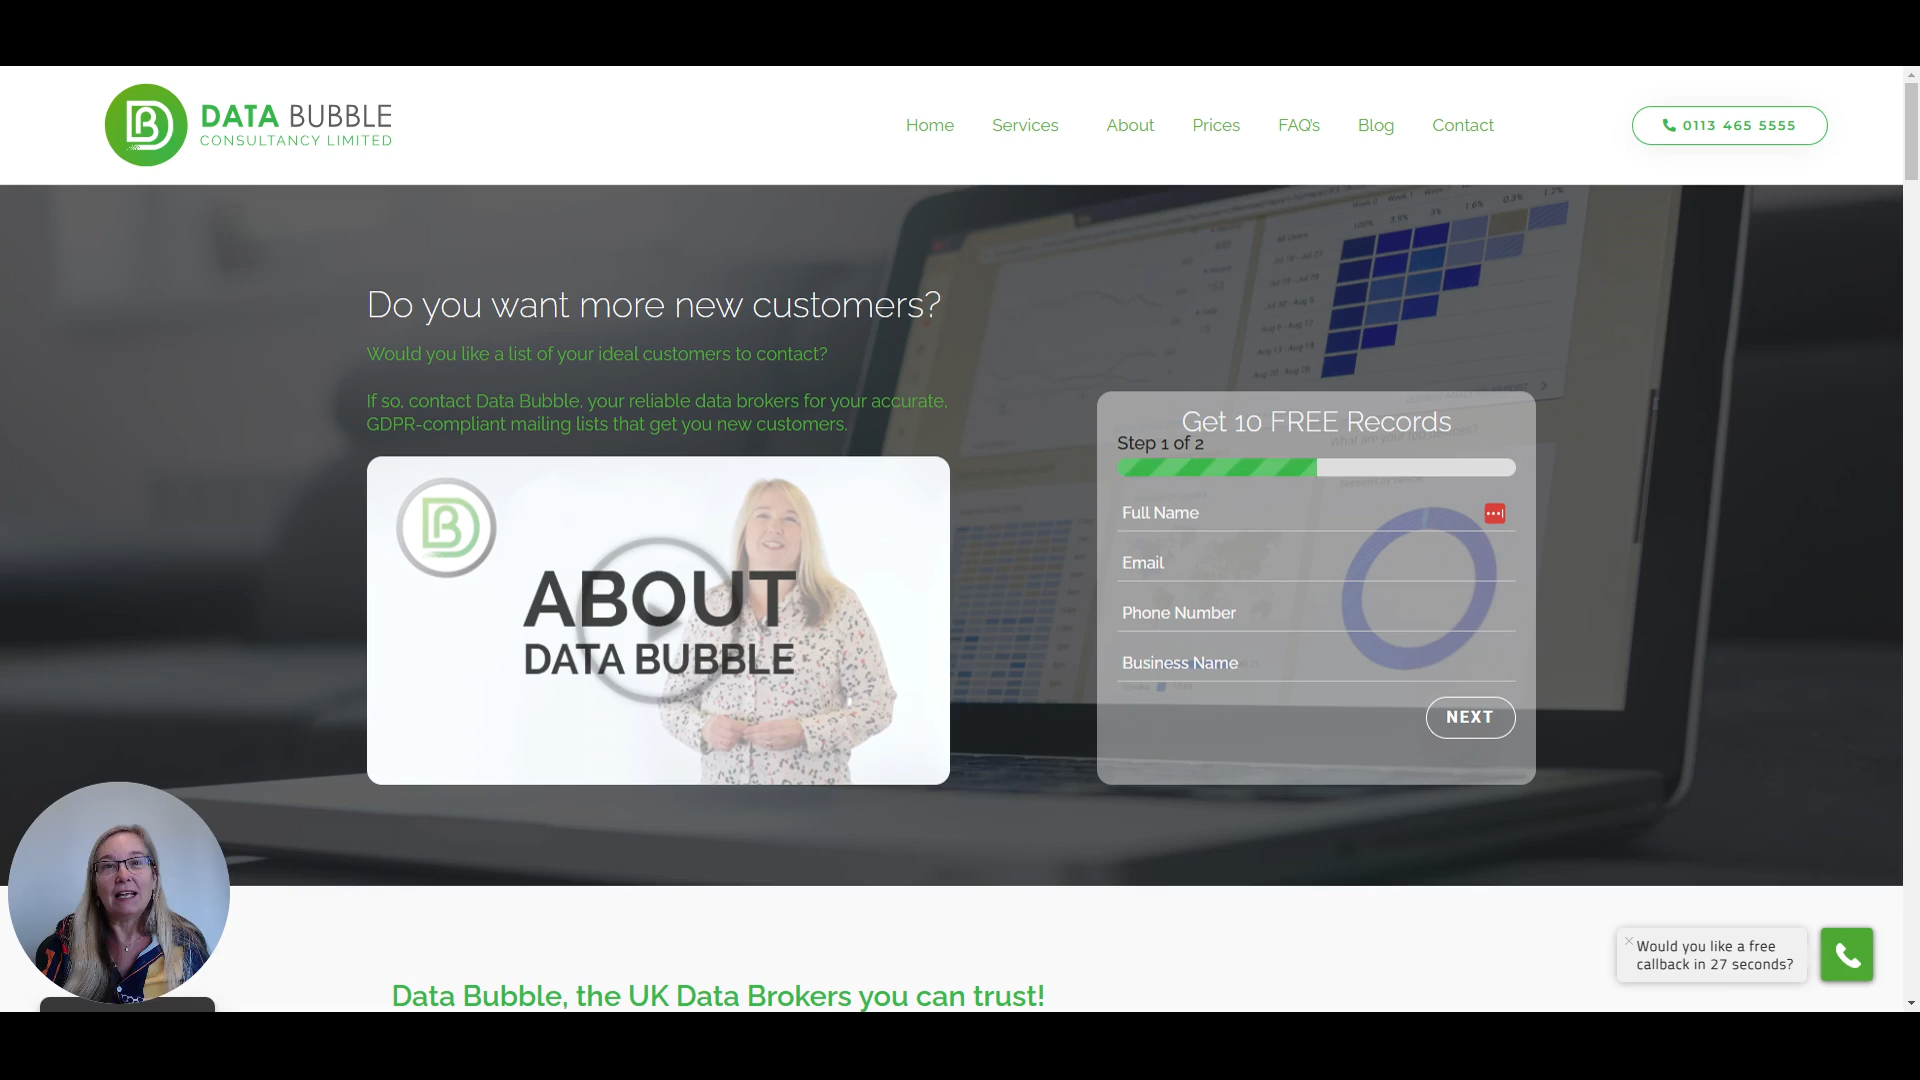 DATA BUBBLE
CONSULTANCY LIMITED
Home Services About Prices FAQ's Blog Contact
0113 465 5555
Do you want more new customers?
Would you like a list of your ideal customers to contact?
If so, contact Data Bubble, your reliable data brokers for your accurate,
GDPR-compliant mailing lists that get you new customers.
ABOUT
DATA BUBBLE
Get 10 FREE Records
Step 1 of 2
Full Name
Email
Phone Number
Business Name
NEXT
Would you like a free
callback in 27 seconds?
Data Bubble, the UK Data Brokers you can trust!